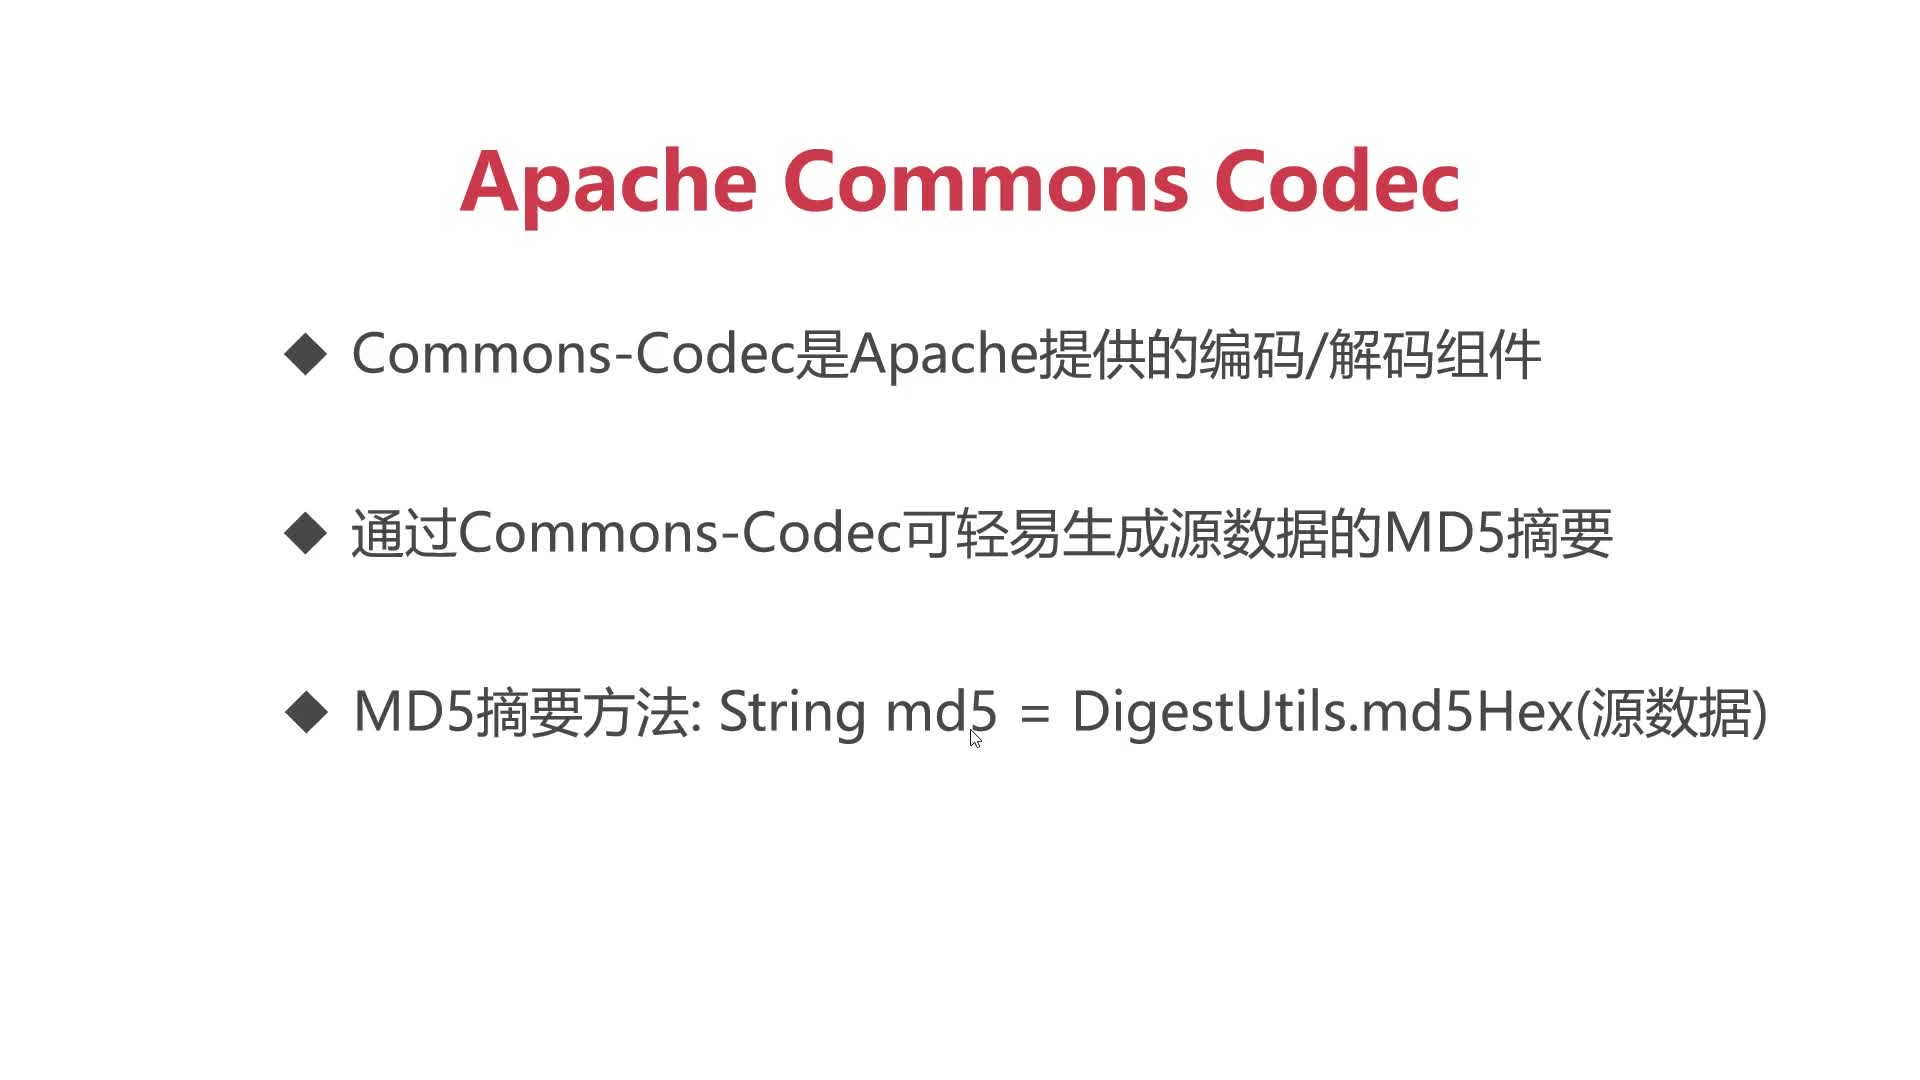 Apache Commons Codec
◆ Commons-Codec是Apache提供的编码/解码组件
◆ 通过Commons-Codec可轻易生成源数据的MD5摘要
◆ MD5摘要方法: String md5 = DigestUtils.md5Hex(源数据)